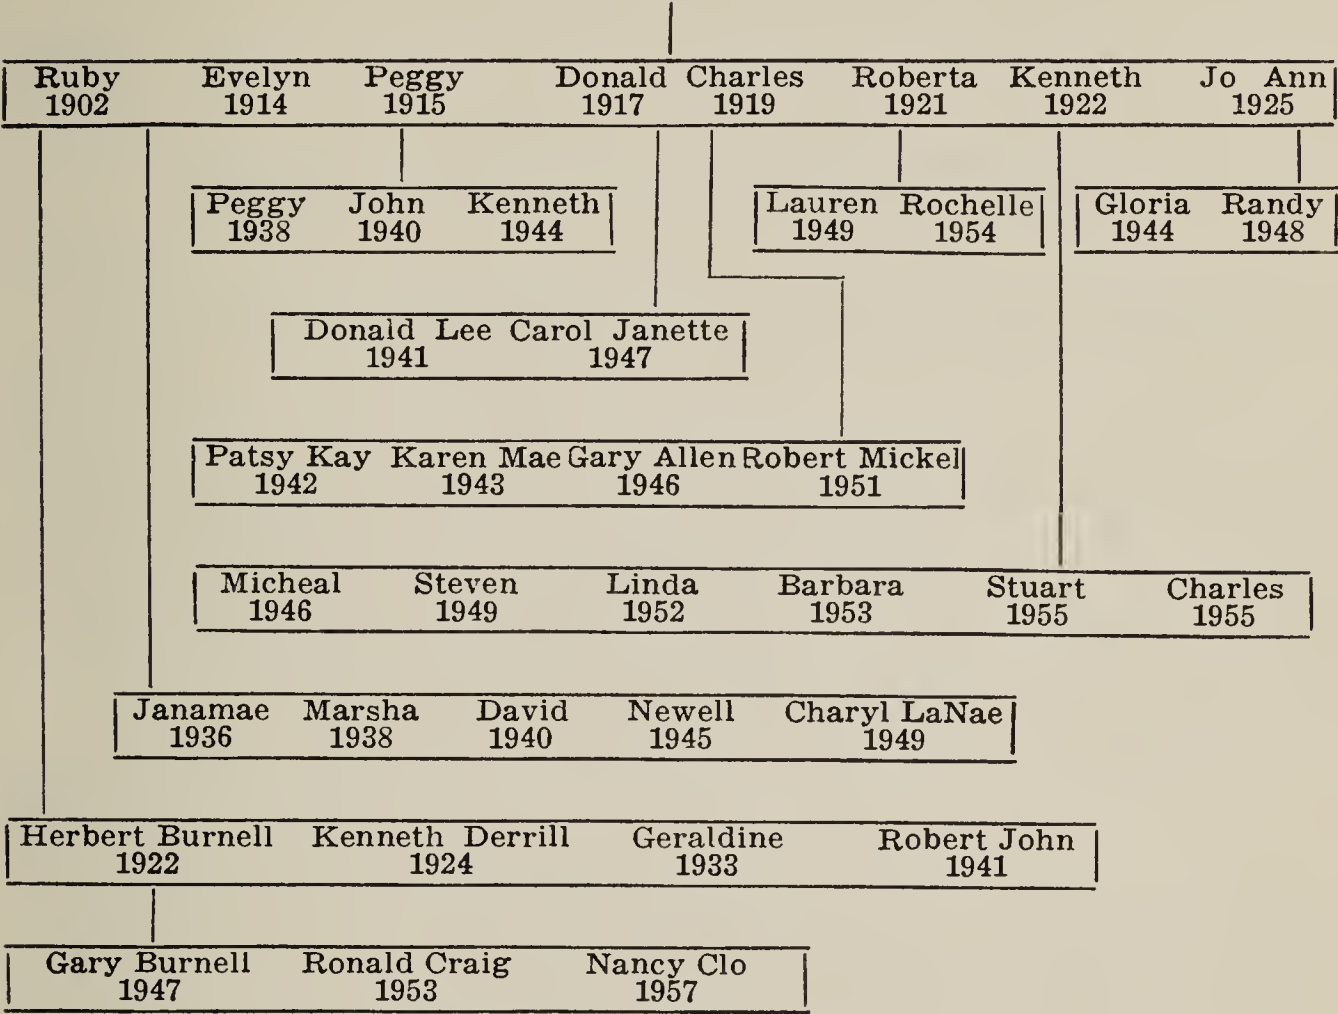 Ruby Evelyn Peggy Donald Charles Roberta Kenneth Jo Ann
1902 1914 1915 1917 1919 1921 1922 1925
Peggy John Kenneth Lauren Rochelle Gloria Randy
1938 1940 1944 1949 1954 1944 1948
Donald Lee Carol Janette
1941 1947
Patsy Kay Karen Mae Gary Allen Robert Mickel
1942 1943 1946 1951
Micheal Steven Linda Barbara Stuart Charles
1946 1949 1952 1953 1955 1955
Janamae Marsha David Newell Charyl LaNae
1936 1938 1940 1945 1949
Herbert Burnell Kenneth Derrill Geraldine Robert John
1922 1924 1933 1941
Gary Burnell Ronald Craig Nancy Clo
1947 1953 1957